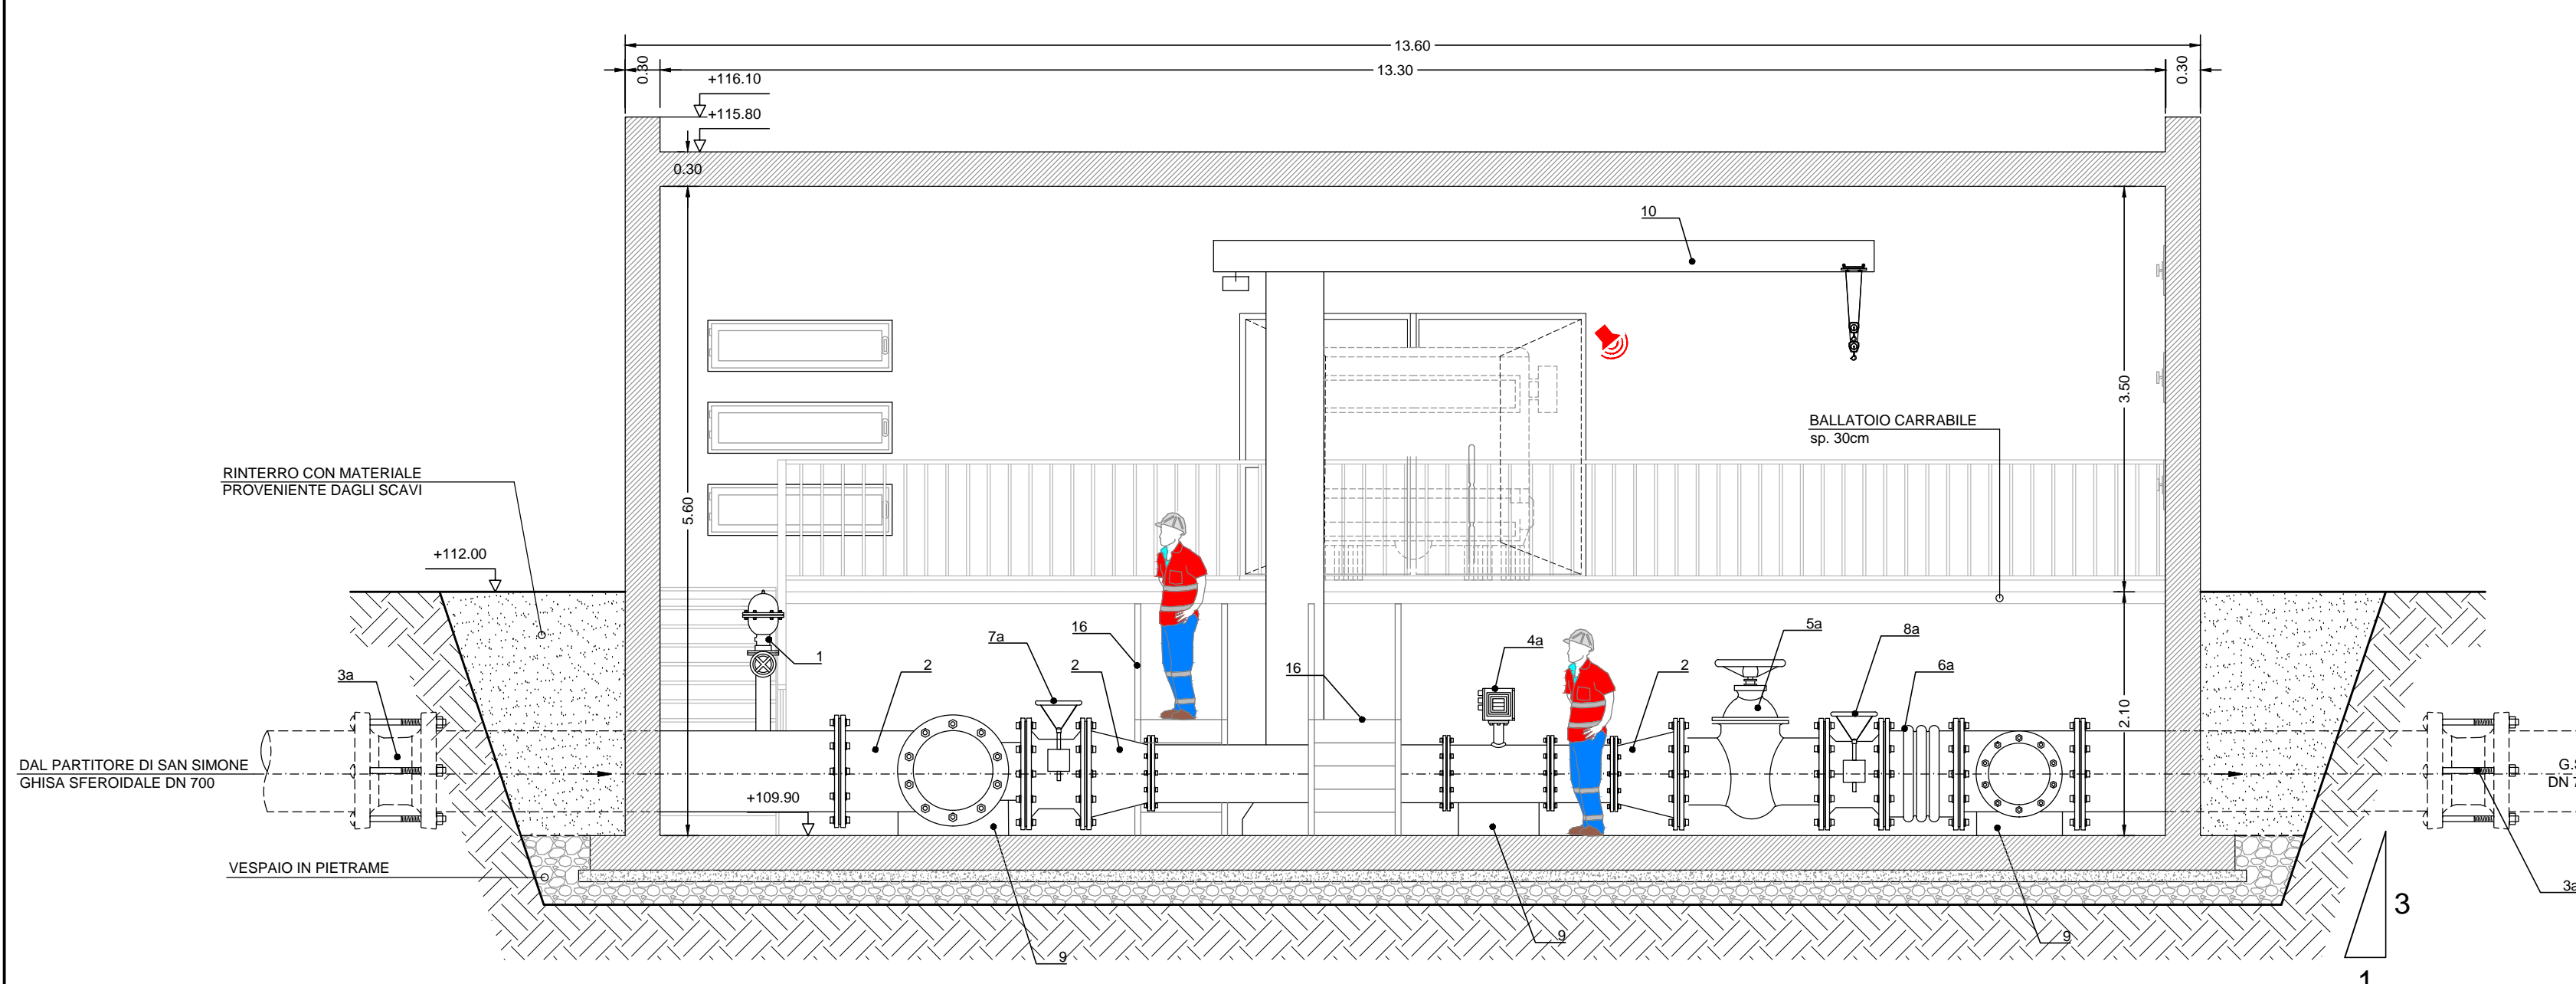 13.60
0.30
13.30
0.30
+116.10
+115.80
0.30
10
3.50
BALLATOIO CARRABILE
sp. 30cm
RINTERRO CON MATERIALE
PROVENIENTE DAGLI SCAVI
5.60
+112.00
1
2
7a
16
2
16
4a
2
5a
8a
6a
2.10
3a
DAL PARTITORE DI SAN SIMONE
GHISA SFEROIDALE DN 700
+109.90
DN 7
VESPAIO IN PIETRAME
9
9
9
3a
3
1